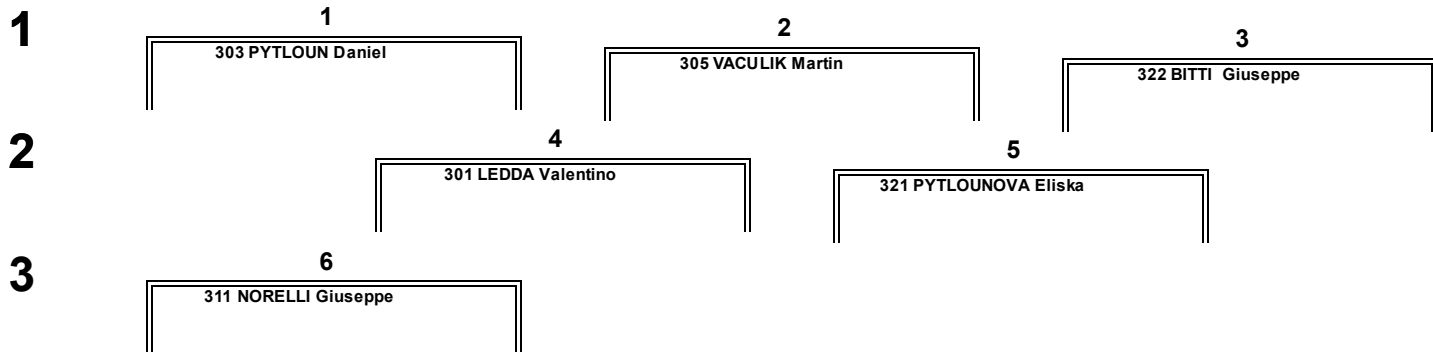 1
1
303 PYTLOUN Daniel
2
305 VACULIK Martin
3
322 BITTI Giuseppe
2
4
301 LEDDA Valentino
5
321 PYTLOUNOVA Eliska
3
6
311 NORELLI Giuseppe